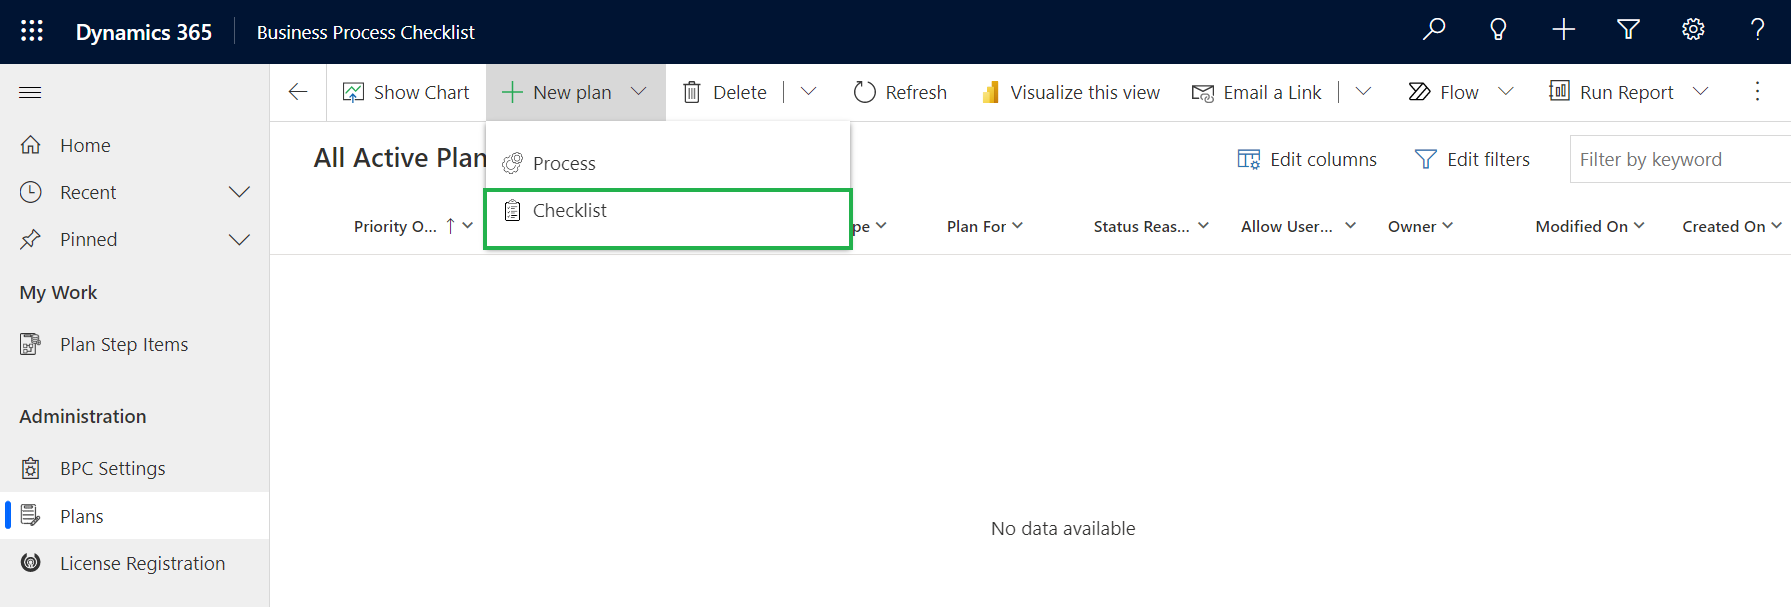 Dynamics 365 Business Process Checklist
Show Chart New plan Delete Refresh Visualize this view Email a Link Flow Run Report
Home
Recent
Pinned
My Work
Plan Step Items
Administration
BPC Settings
Plans
License Registration
All Active Plan
Process
Checklist
Edit columns Edit filters Filter by keyword
Priority O... pe Plan For Status Reas... Allow User... Owner Modified On Created On
No data available